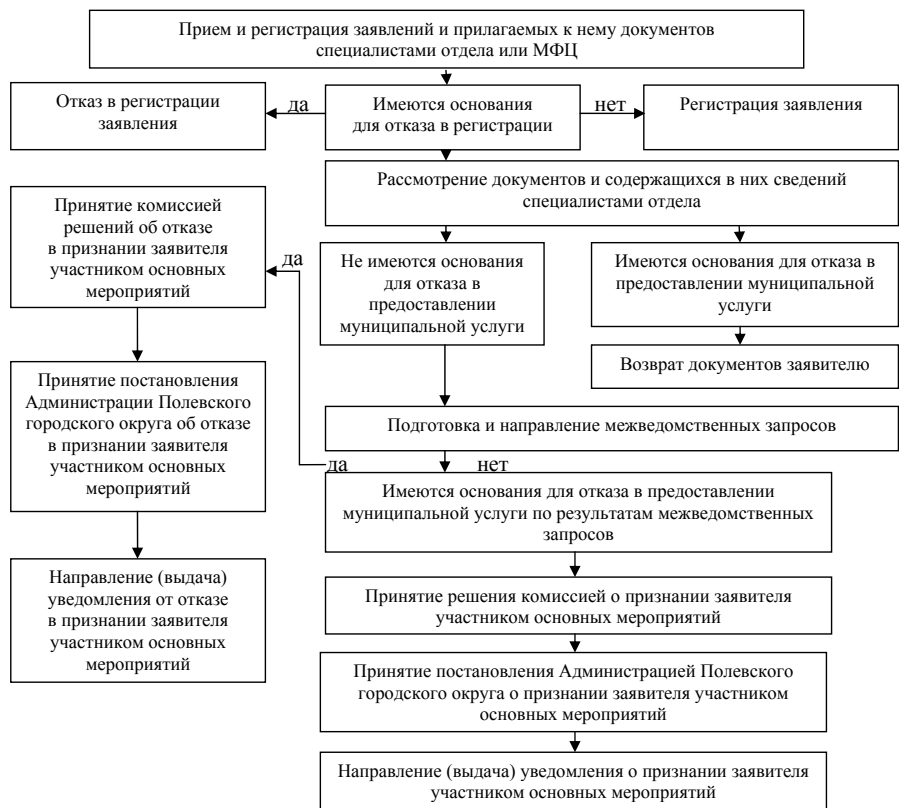 Прием и регистрация заявлений и прилагаемых к нему документов
специалистами отдела или МФЦ
Отказ в регистрации
заявления
да
Имеются основания
для отказа в регистрации
нет
Регистрация заявления
Рассмотрение документов и содержащихся в них сведений
специалистами отдела
Принятие комиссией
решений об отказе
в признании заявителя
участником основных
мероприятий
да
Не имеются основания
для отказа в
предоставлении
муниципальной услуги
Имеются основания для отказа в
предоставлении муниципальной
услуги
Возврат документов заявителю
Принятие постановления
Администрации Полевского
городского округа об отказе
в признании заявителя
участником основных
мероприятий
Подготовка и направление межведомственных запросов
да
нет
Имеются основания для отказа в предоставлении
муниципальной услуги по результатам межведомственных
запросов
Направление (выдача)
уведомления от отказе
в признании заявителя
участником основных
мероприятий
Принятие решения комиссией о признании заявителя
участником основных мероприятий
Принятие постановления Администрацией Полевского
городского округа о признании заявителя участником
основных мероприятий
Направление (выдача) уведомления о признании заявителя
участником основных мероприятий